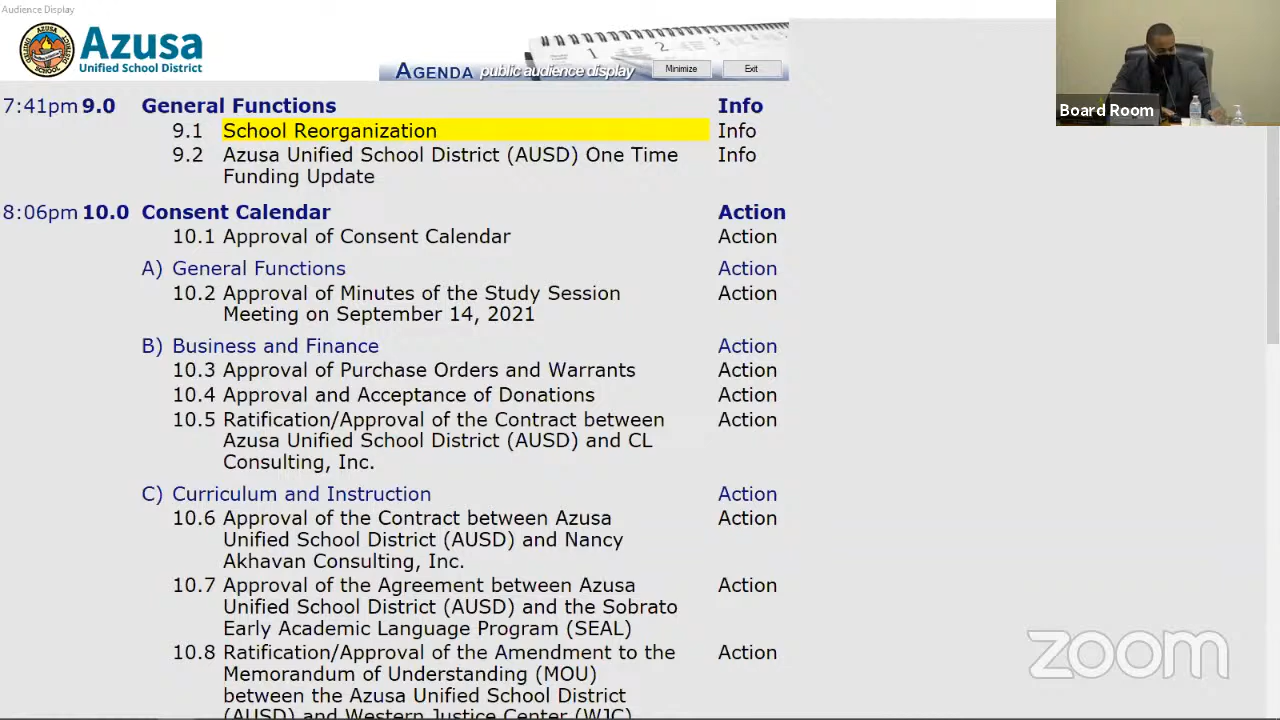 Audience Display
Azusa
Unified School District
AGENDA public audience display
Minimize
Exit
Board Room
7:41pm 9.0 General Functions Info
9.1 School Reorganization Info
9.2 Azusa Unified School District (AUSD) One Time Info
Funding Update
8:06pm 10.0 Consent Calendar Action
10.1 Approval of Consent Calendar Action
A) General Functions Action
10.2 Approval of Minutes of the Study Session Action
Meeting on September 14, 2021
B) Business and Finance Action
10.3 Approval of Purchase Orders and Warrants Action
10.4 Approval and Acceptance of Donations Action
10.5 Ratification/Approval of the Contract between Action
Azusa Unified School District (AUSD) and CL
Consulting, Inc.
C) Curriculum and Instruction Action
10.6 Approval of the Contract between Azusa Action
Unified School District (AUSD) and Nancy
Akhavan Consulting, Inc.
10.7 Approval of the Agreement between Azusa Action
Unified School District (AUSD) and the Sobrato
Early Academic Language Program (SEAL)
10.8 Ratification/Approval of the Amendment to the Action
Memorandum of Understanding (MOU)
between the Azusa Unified School District
(AUSD) and Western Justice Center (WJC)
zoom